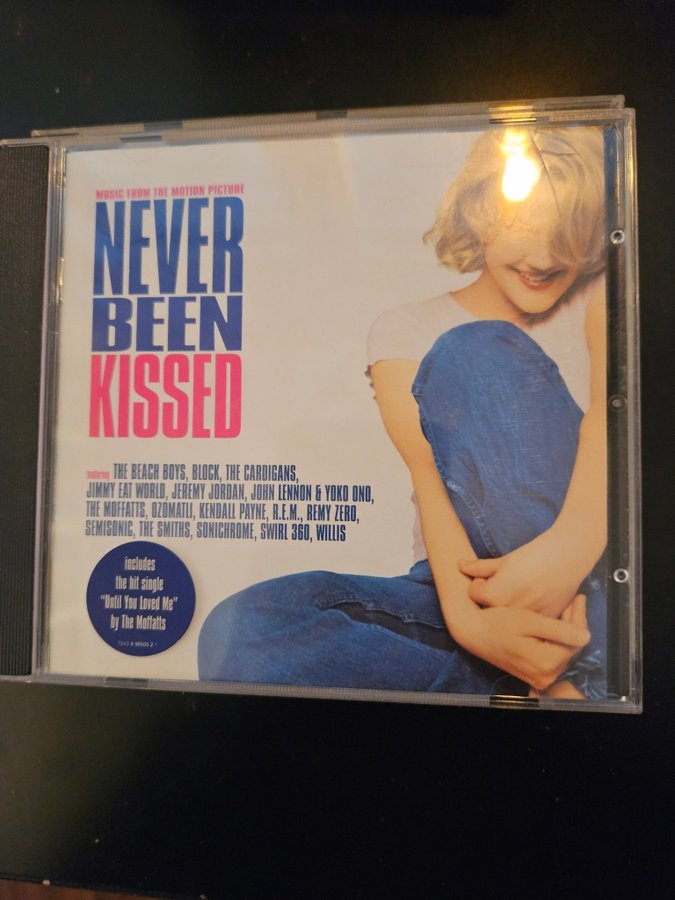 MUSIC FROM THE MOTION PICTURE
NEVER
BEEN
KISSED
featuring THE BEACH BOYS, BLOCK, THE CARDIGANS,
JIMMY EAT WORLD, JEREMY JORDAN, JOHN LENNON & YOKO ONO,
THE MOFFATTS, OZOMATLI, KENDALL PAYNE, R.E.M., REMY ZERO,
SEMISONIC, THE SMITHS, SONICHROME, SWIRL 360, WILLIS
includes
the hit single
"Until You Loved Me"
by The Moffatts